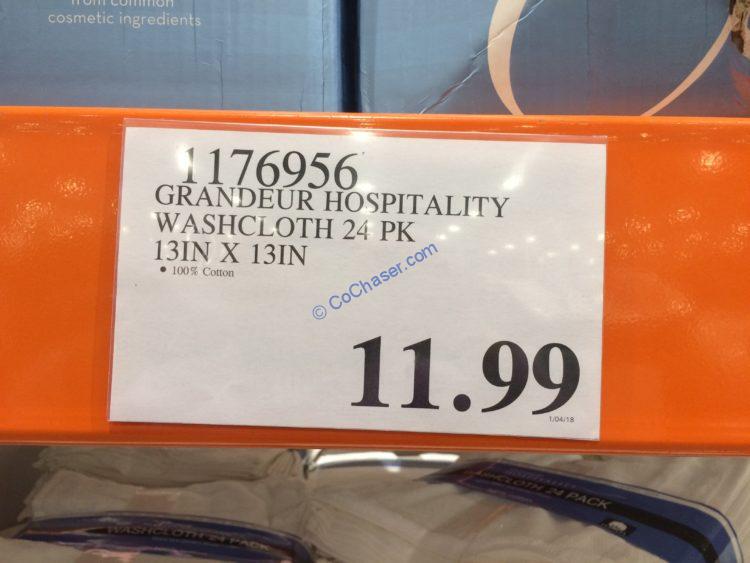 from common
cosmetic ingredients
1176956
GRANDEUR HOSPITALITY
WASHCLOTH 24 PK
13IN X 13IN
• 100% Cotton
© CoChaser.com
11.99
1/04/18
WASHCLOTH 24 PACK
WASHCLOTH 24 PACK